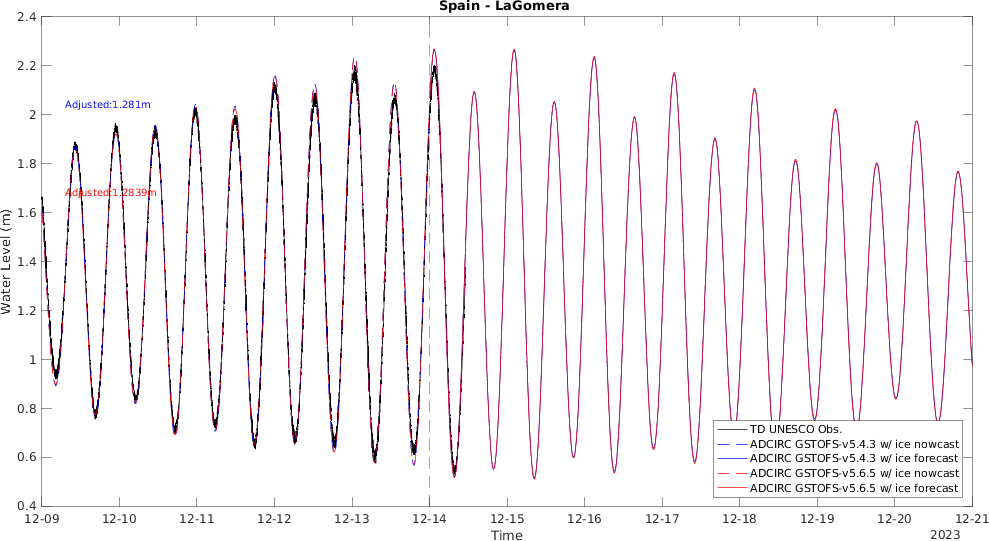 Spain - LaGomera
Water Level (m)
2.4
2.2
2
1.8
1.6
1.4
1.2
1
0.8
0.6
0.4
Adjusted:1.281m
Adjusted:1.2839m
TD UNESCO Obs.
ADCIRC GSTOFS-v5.4.3 w/ ice nowcast
ADCIRC GSTOFS-v5.4.3 w/ ice forecast
ADCIRC GSTOFS-v5.6.5 w/ ice nowcast
ADCIRC GSTOFS-v5.6.5 w/ ice forecast
12-09 12-10 12-11 12-12 12-13 12-14 12-15 12-16 12-17 12-18 12-19 12-20 12-21
Time
2023